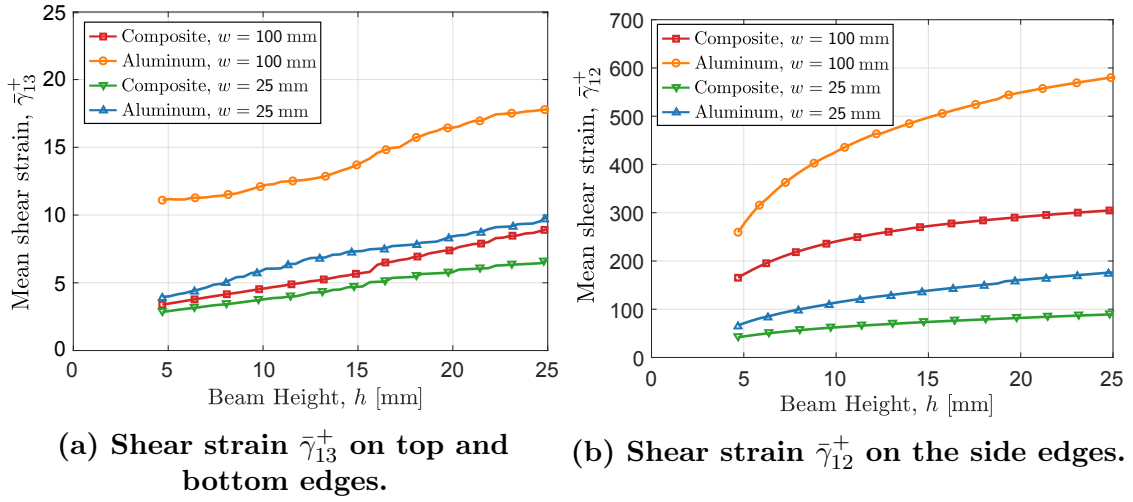 25
20
15
10
5
0
Mean shear strain, γ̄₁₃⁺
Composite, w = 100 mm
Aluminum, w = 100 mm
Composite, w = 25 mm
Aluminum, w = 25 mm
0 5 10 15 20 25
Beam Height, h [mm]
(a) Shear strain γ̄₁₃⁺ on top and
bottom edges.
700
600
500
400
300
200
100
0
Mean shear strain, γ̄₁₂⁺
Composite, w = 100 mm
Aluminum, w = 100 mm
Composite, w = 25 mm
Aluminum, w = 25 mm
0 5 10 15 20 25
Beam Height, h [mm]
(b) Shear strain γ̄₁₂⁺ on the side edges.